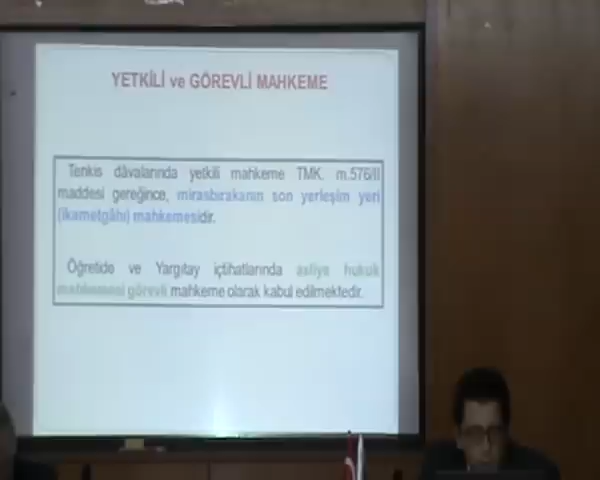 YETKİLİ ve GÖREVLİ MAHKEME
Tenkis dâvalarında yetkili mahkeme TMK. m.576/II
maddesi gereğince, mirasbırakanın son yerleşim yeri
(ikametgâhı) mahkemesidir.
Öğretide ve Yargıtay içtihatlarında asliye hukuk
mahkemesi görevli mahkeme olarak kabul edilmektedir.